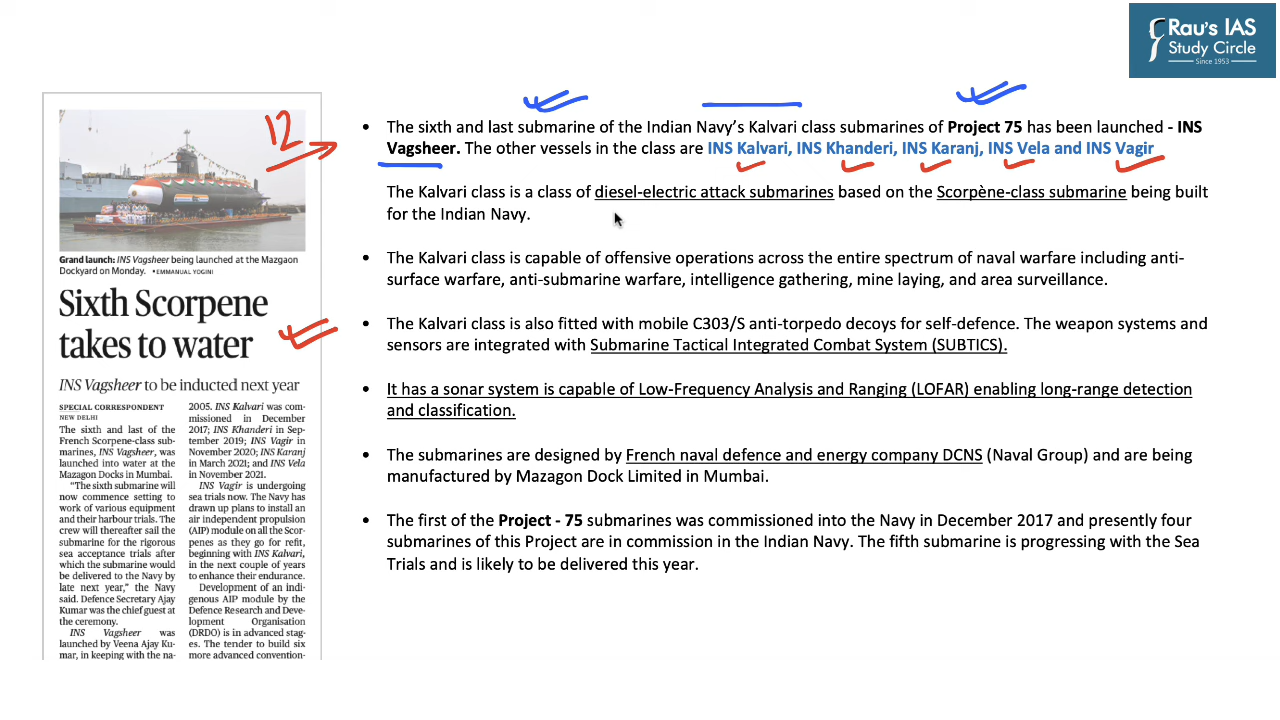 Rau's IAS
Study Circle
Since 1953
12
Grand launch: INS Vagsheer being launched at the Mazgaon
Dockyard on Monday. • EMMANUAL YOGINI
Sixth Scorpene
takes to water
INS Vagsheer to be inducted next year
SPECIAL CORRESPONDENT
NEW DELHI
The sixth and last of the
French Scorpene-class sub-
marines, INS Vagsheer, was
launched into water at the
Mazagon Docks in Mumbai.
“The sixth submarine will
now commence setting to
work of various equipment
and their harbour trials. The
crew will thereafter sail the
submarine for the rigorous
sea acceptance trials after
which the submarine would
be delivered to the Navy by
late next year,” the Navy
said. Defence Secretary Ajay
Kumar was the chief guest at
the ceremony.
INS Vagsheer was
launched by Veena Ajay Ku-
mar, in keeping with the na-
2005. INS Kalvari was com-
missioned in December
2017; INS Khanderi in Sep-
tember 2019; INS Vagir in
November 2020; INS Karanj
in March 2021; and INS Vela
in November 2021.
INS Vagir is undergoing
sea trials now. The Navy has
drawn up plans to install an
air independent propulsion
(AIP) module on all the Scor-
penes as they go for refit,
beginning with INS Kalvari,
in the next couple of years
to enhance their endurance.
Development of an indi-
genous AIP module by the
Defence Research and Deve-
lopment Organisation
(DRDO) is in advanced stag-
es. The tender to build six
more advanced convention-
• The sixth and last submarine of the Indian Navy's Kalvari class submarines of Project 75 has been launched - INS
Vagsheer. The other vessels in the class are INS Kalvari, INS Khanderi, INS Karanj, INS Vela and INS Vagir
The Kalvari class is a class of diesel-electric attack submarines based on the Scorpène-class submarine being built
for the Indian Navy.
• The Kalvari class is capable of offensive operations across the entire spectrum of naval warfare including anti-
surface warfare, anti-submarine warfare, intelligence gathering, mine laying, and area surveillance.
• The Kalvari class is also fitted with mobile C303/S anti-torpedo decoys for self-defence. The weapon systems and
sensors are integrated with Submarine Tactical Integrated Combat System (SUBTICS).
• It has a sonar system is capable of Low-Frequency Analysis and Ranging (LOFAR) enabling long-range detection
and classification.
• The submarines are designed by French naval defence and energy company DCNS (Naval Group) and are being
manufactured by Mazagon Dock Limited in Mumbai.
• The first of the Project - 75 submarines was commissioned into the Navy in December 2017 and presently four
submarines of this Project are in commission in the Indian Navy. The fifth submarine is progressing with the Sea
Trials and is likely to be delivered this year.